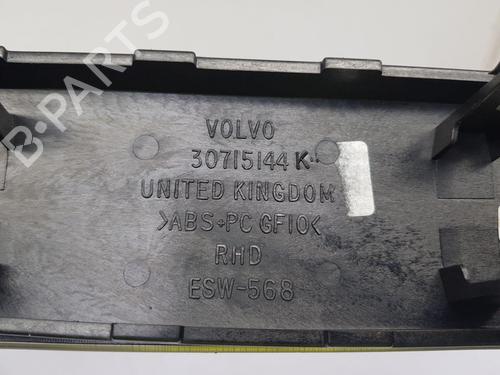 B-PARTS
VOLVO
30715144 K
UNITED KINGDOM
>ABS+PC GF10<
RHD
ESW-568